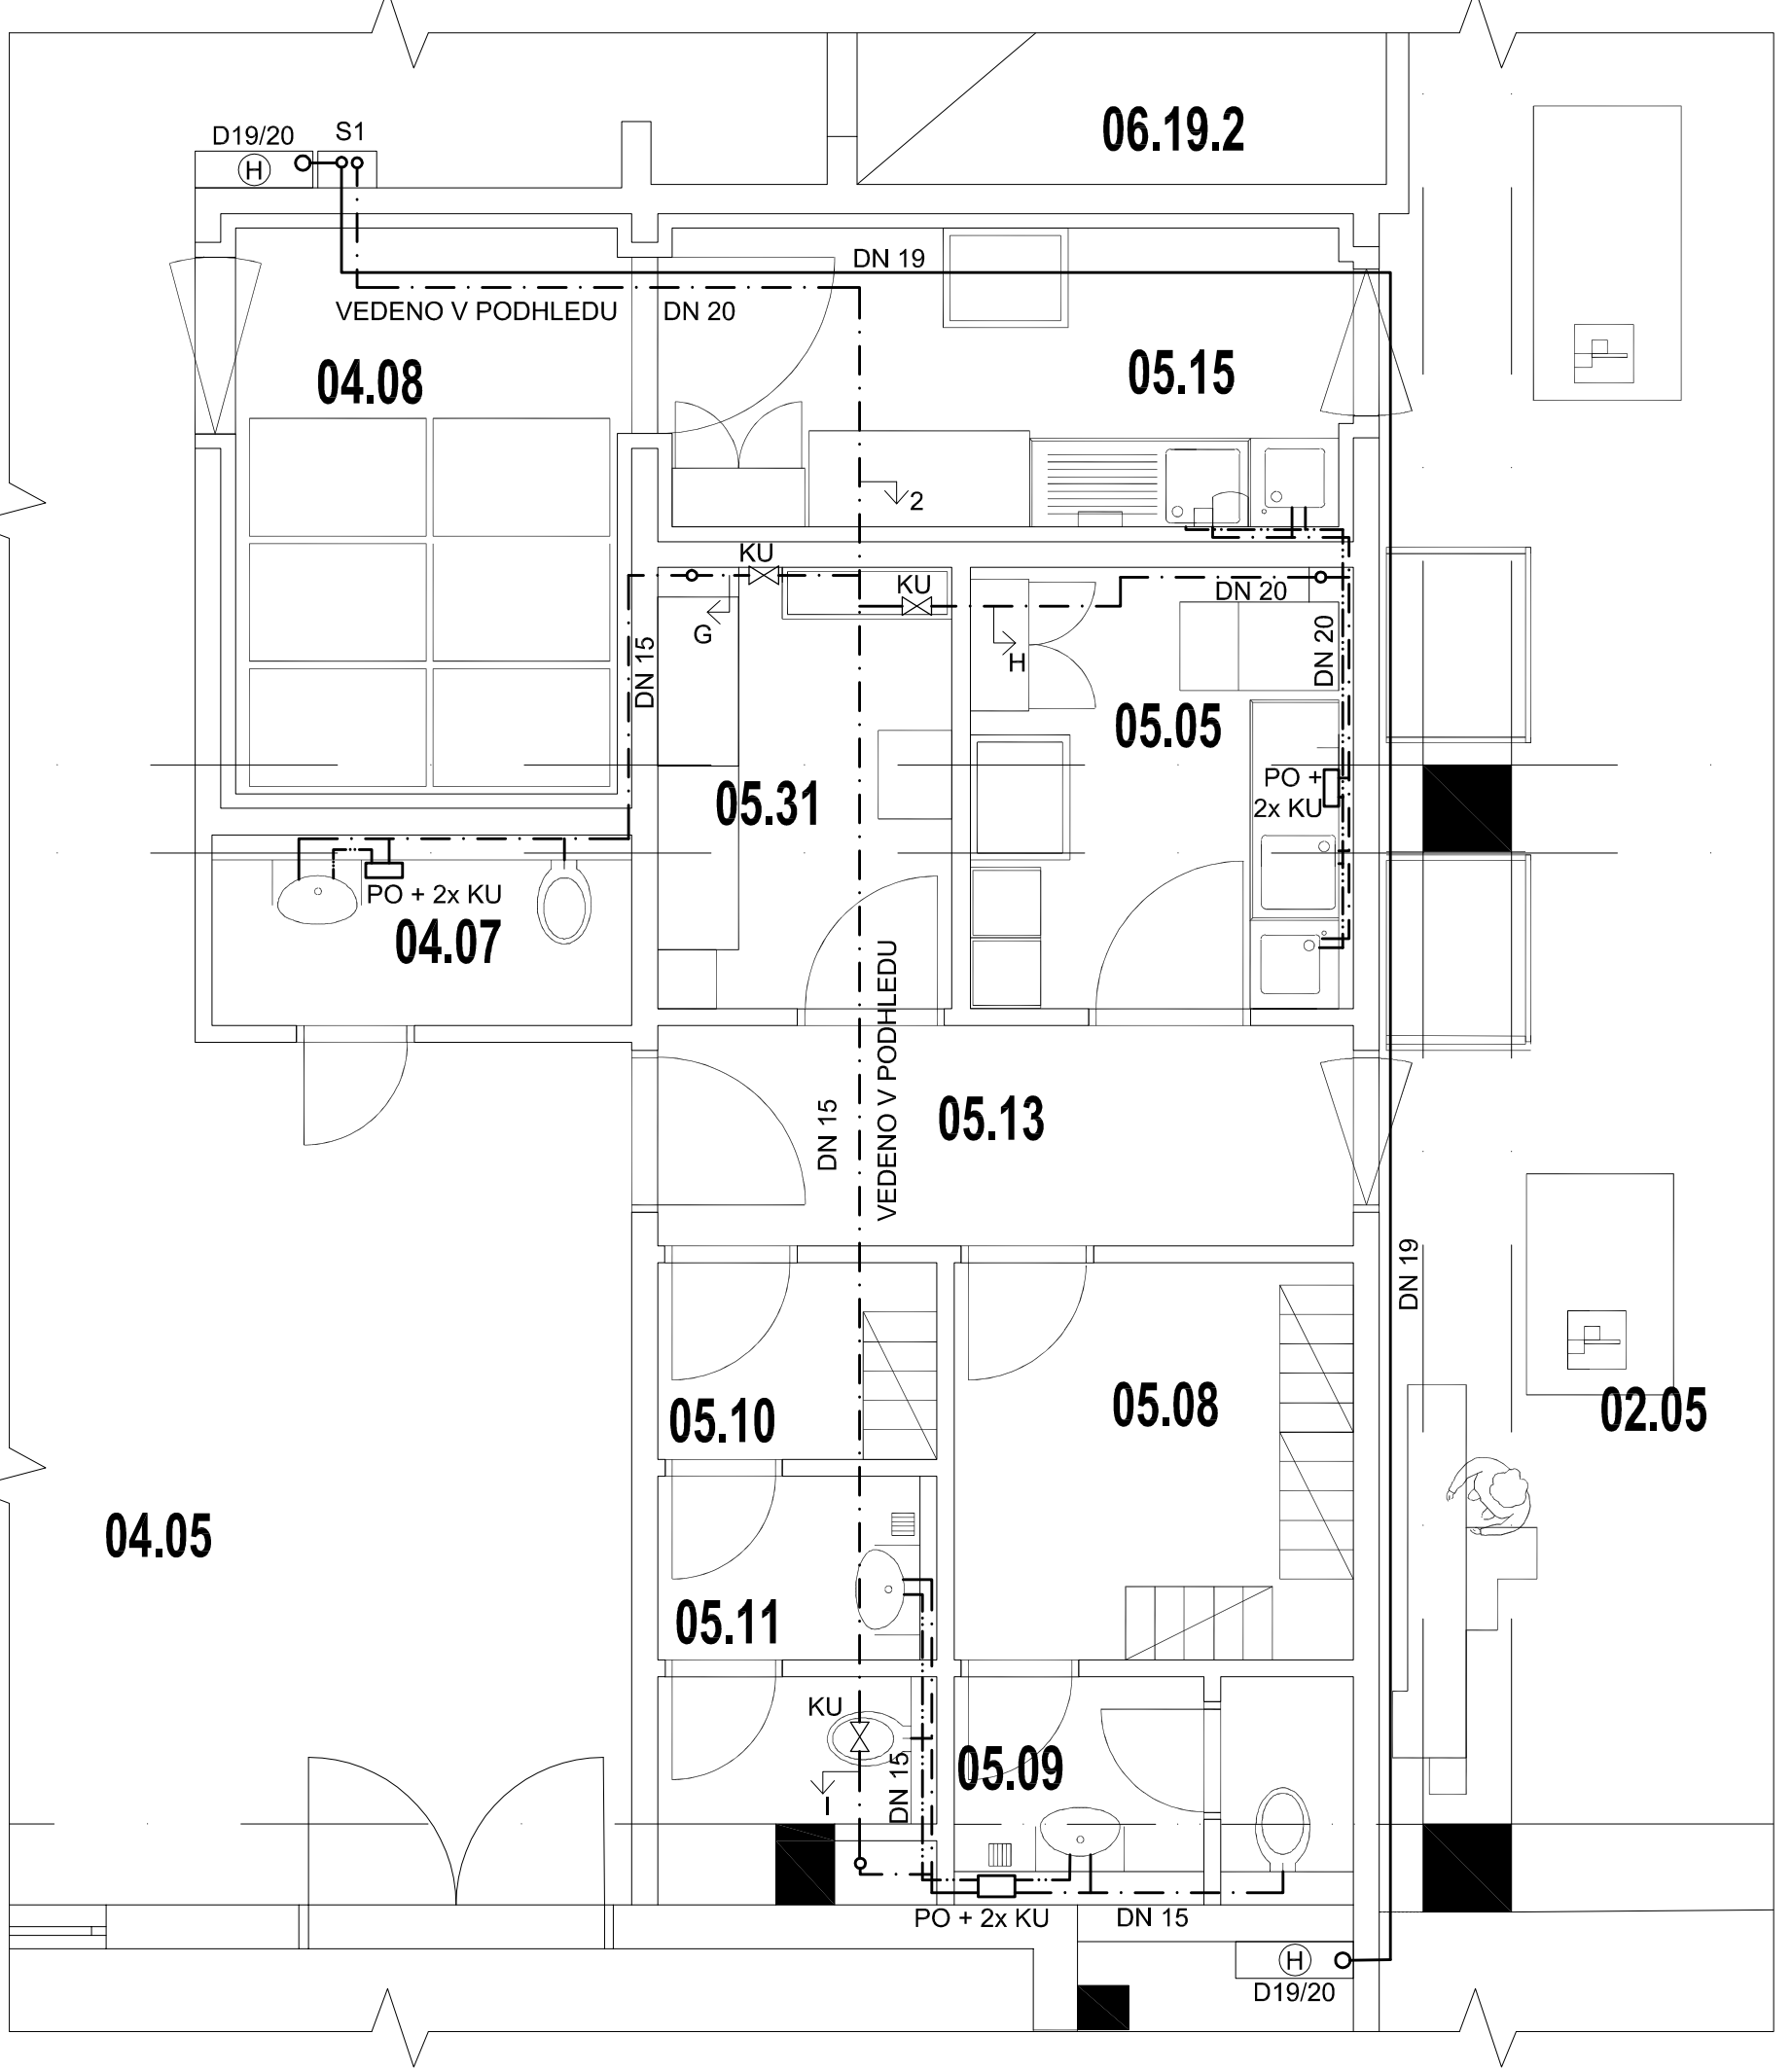 06.19.2
D19/20
S1
H
DN 19
VEDENO V PODHLEDU
DN 20
04.08
05.15
2
KU
KU
DN 20
G
H
DN 15
DN 20
05.05
PO +
2x KU
05.31
PO + 2x KU
04.07
VEDENO V PODHLEDU
DN 15
05.13
DN 19
05.10
05.08
02.05
04.05
05.11
KU
DN 15
05.09
I
PO + 2x KU
DN 15
H
D19/20